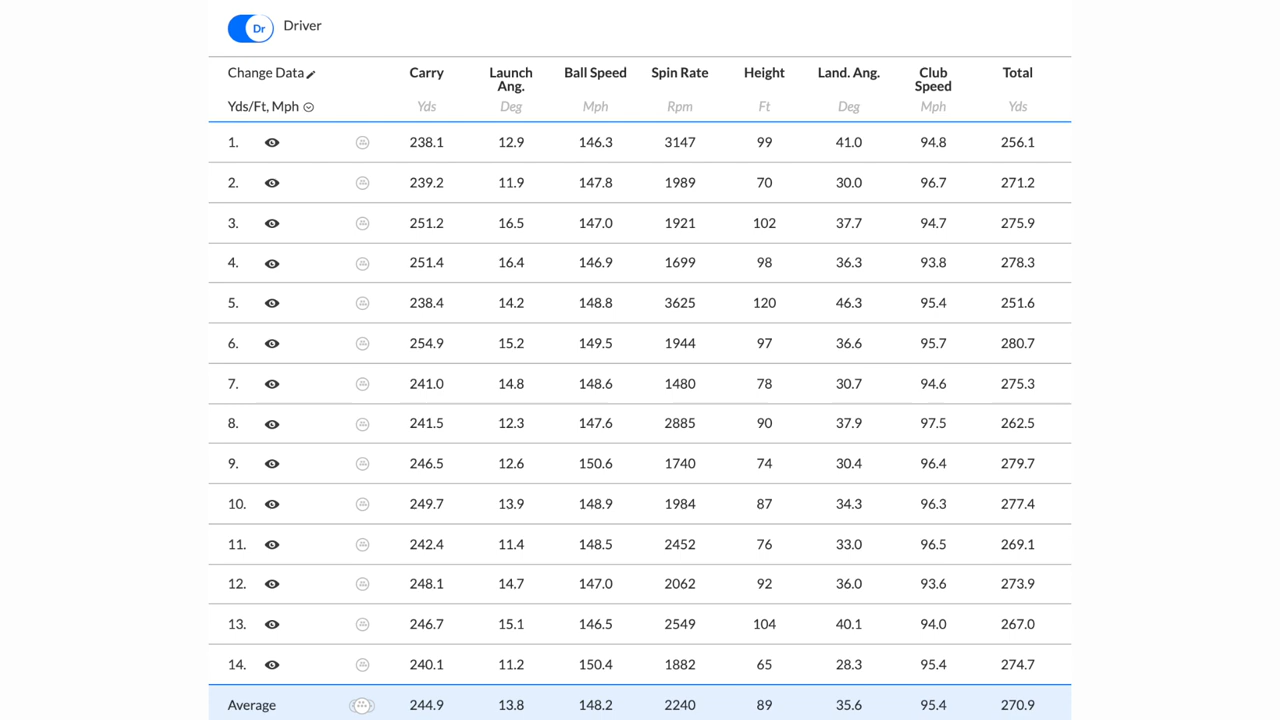 Dr Driver
Change Data Carry Launch Ang. Ball Speed Spin Rate Height Land. Ang. Club Speed Total
Yds/Ft, Mph Yds Deg Mph Rpm Ft Deg Mph Yds
1. 238.1 12.9 146.3 3147 99 41.0 94.8 256.1
2. 239.2 11.9 147.8 1989 70 30.0 96.7 271.2
3. 251.2 16.5 147.0 1921 102 37.7 94.7 275.9
4. 251.4 16.4 146.9 1699 98 36.3 93.8 278.3
5. 238.4 14.2 148.8 3625 120 46.3 95.4 251.6
6. 254.9 15.2 149.5 1944 97 36.6 95.7 280.7
7. 241.0 14.8 148.6 1480 78 30.7 94.6 275.3
8. 241.5 12.3 147.6 2885 90 37.9 97.5 262.5
9. 246.5 12.6 150.6 1740 74 30.4 96.4 279.7
10. 249.7 13.9 148.9 1984 87 34.3 96.3 277.4
11. 242.4 11.4 148.5 2452 76 33.0 96.5 269.1
12. 248.1 14.7 147.0 2062 92 36.0 93.6 273.9
13. 246.7 15.1 146.5 2549 104 40.1 94.0 267.0
14. 240.1 11.2 150.4 1882 65 28.3 95.4 274.7
Average 244.9 13.8 148.2 2240 89 35.6 95.4 270.9